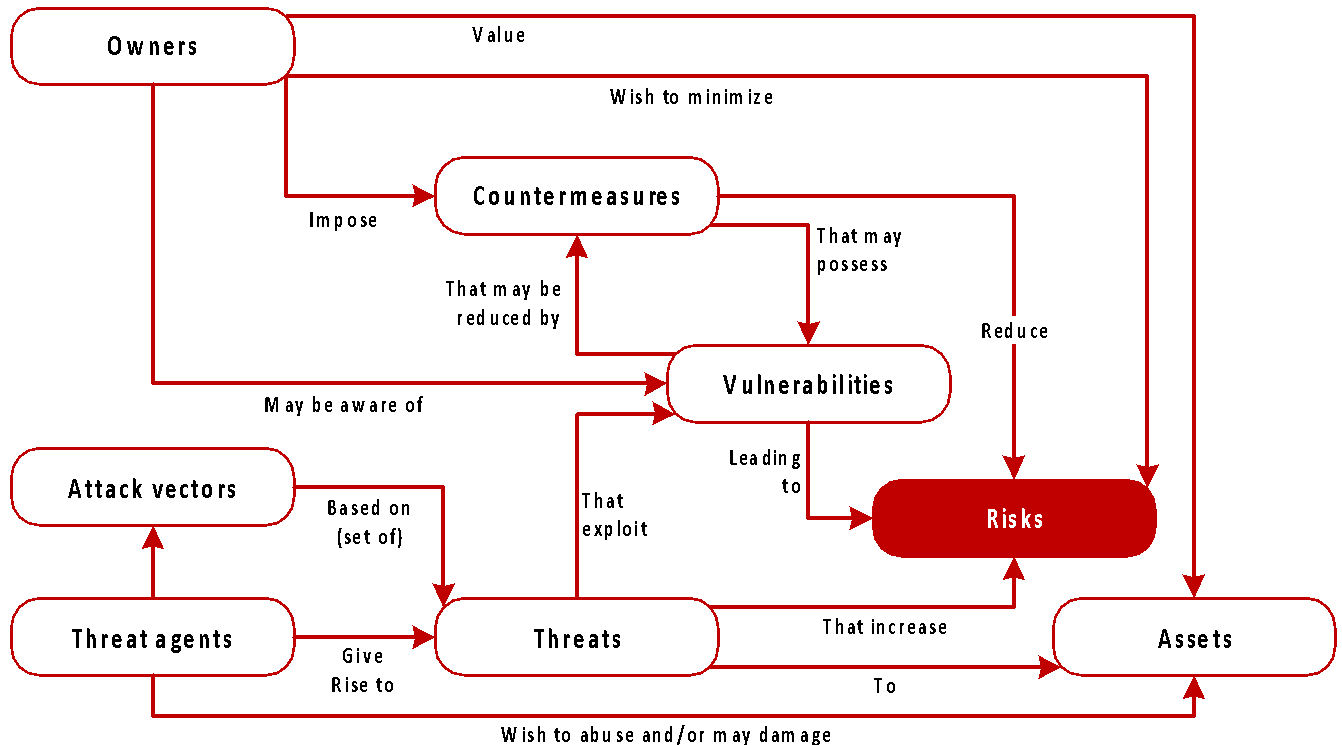 Owners
Value
Wish to minimize
Countermeasures
Impose
That may
possess
That may be
reduced by
Reduce
Vulnerabilities
May be aware of
Leading
to
Attack vectors
Based on
(set of)
That
exploit
Risks
Threat agents
Give
Rise to
Threats
That increase
To
Assets
Wish to abuse and/or may damage